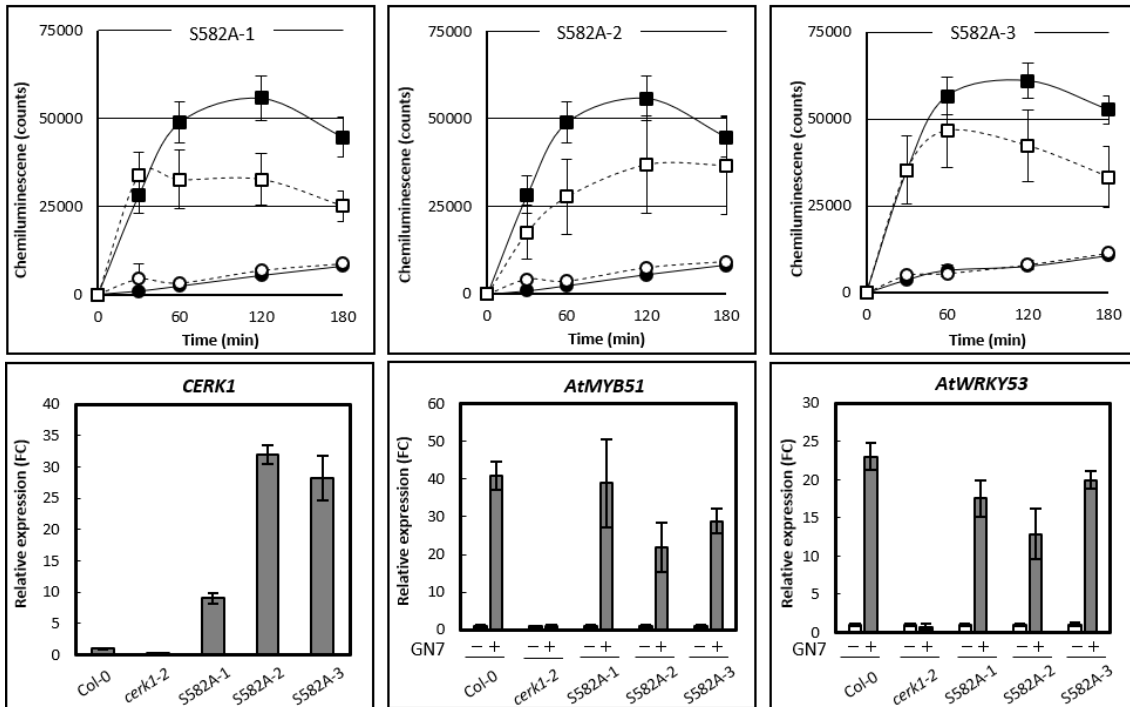 S582A-1
75000
50000
25000
0
Chemiluminescene (counts)
0 60 120 180
Time (min)
S582A-2
75000
50000
25000
0
Chemiluminescene (counts)
0 60 120 180
Time (min)
S582A-3
75000
50000
25000
0
Chemiluminescene (counts)
0 60 120 180
Time (min)
CERK1
40
35
30
25
20
15
10
5
0
Relative expression (FC)
Col-0 cerk1-2 S582A-1 S582A-2 S582A-3
AtMYB51
60
50
40
30
20
10
0
Relative expression (FC)
GN7 – + – + – + – + – +
Col-0 cerk1-2 S582A-1 S582A-2 S582A-3
AtWRKY53
30
25
20
15
10
5
0
Relative expression (FC)
GN7 – + – + – + – + – +
Col-0 cerk1-2 S582A-1 S582A-2 S582A-3